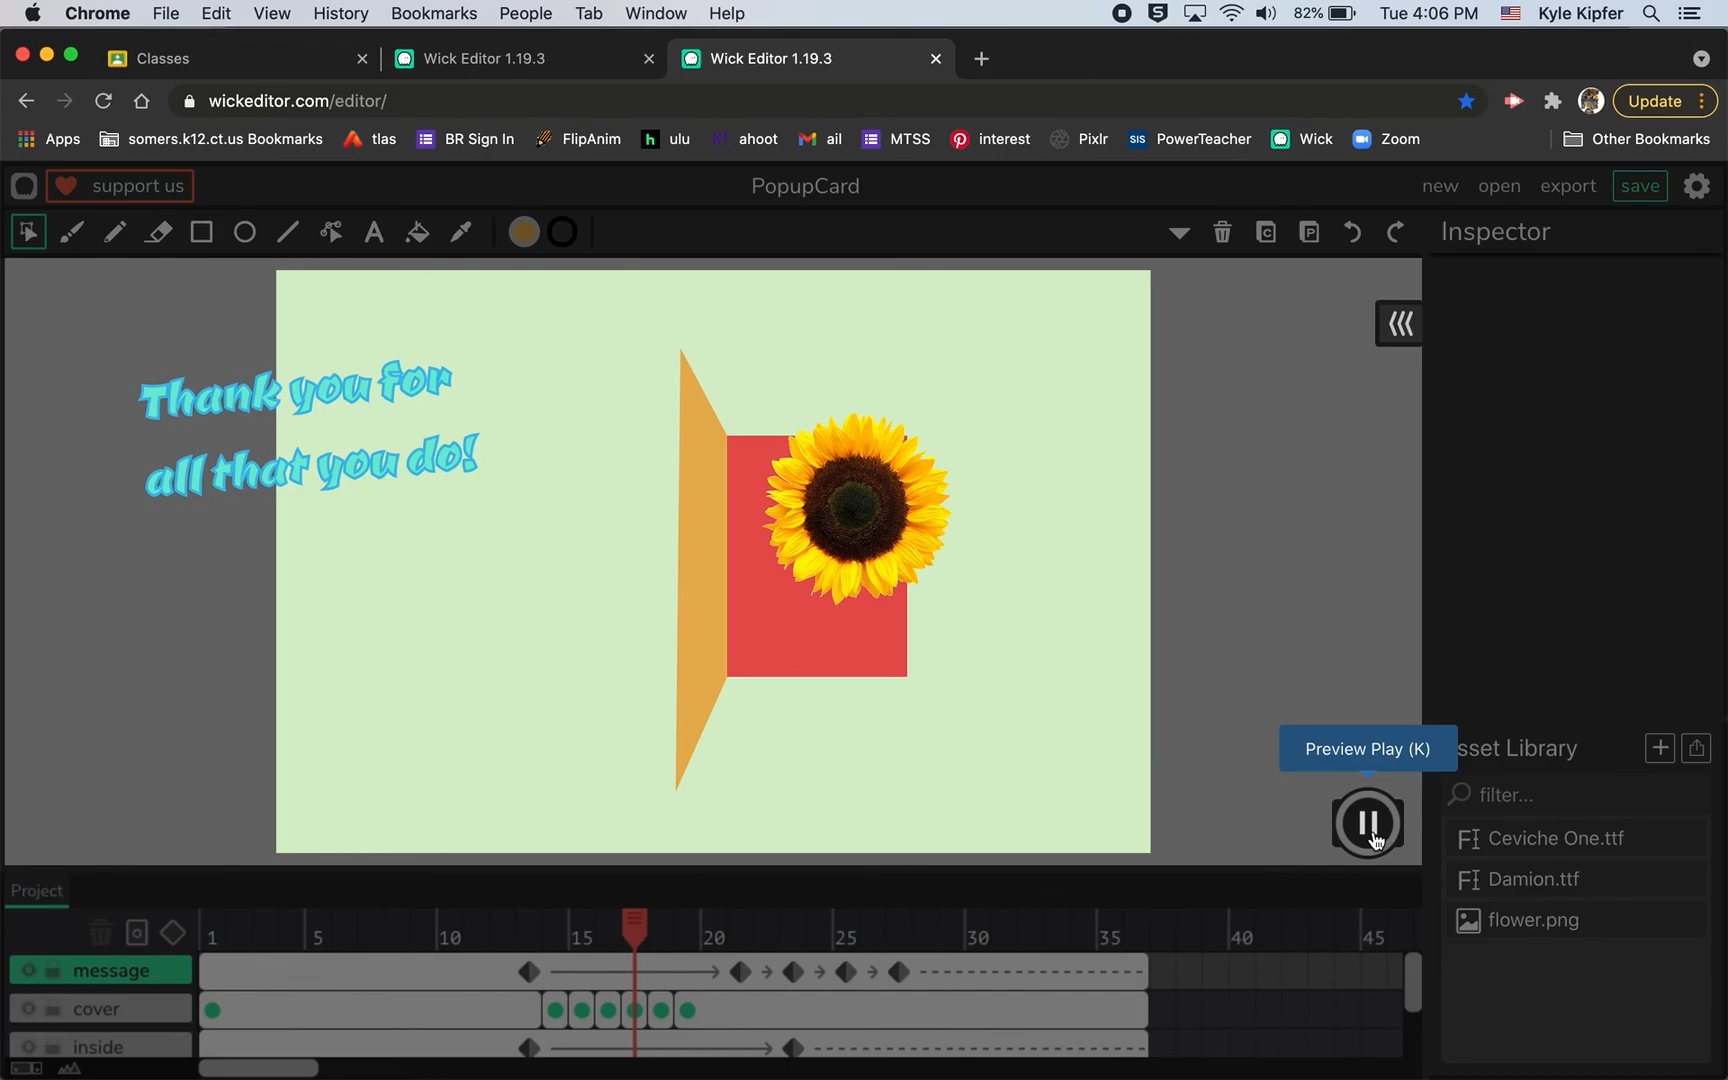 Chrome File Edit View History Bookmarks People Tab Window Help 82% Tue 4:06 PM Kyle Kipfer
Classes Wick Editor 1.19.3 Wick Editor 1.19.3
wickeditor.com/editor/ Update
Apps somers.k12.ct.us Bookmarks tlas BR Sign In FlipAnim h ulu K! ahoot ail MTSS interest Pixlr SIS PowerTeacher Wick Zoom Other Bookmarks
support us PopupCard new open export save
Inspector
Thank you for
all that you do!
Preview Play (K)
sset Library
filter...
Ceviche One.ttf
Damion.ttf
flower.png
Project
1 5 10 15 20 25 30 35 40 45
message
cover
inside